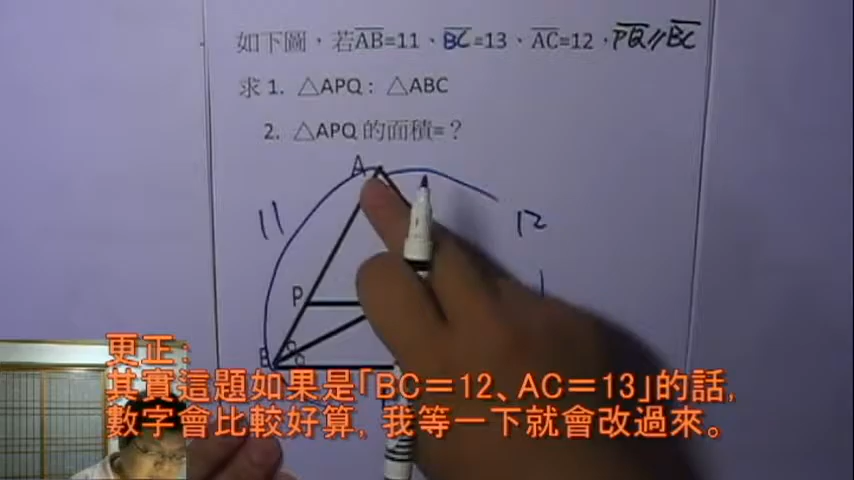 如下圖，若AB=11、BC=13、AC=12，PQ//BC
求 1. △APQ : △ABC
2. △APQ 的面積=？
A
11
12
P
B
更正:
其實這題如果是「BC＝12、AC＝13」的話,
數字會比較好算, 我等一下就會改過來。